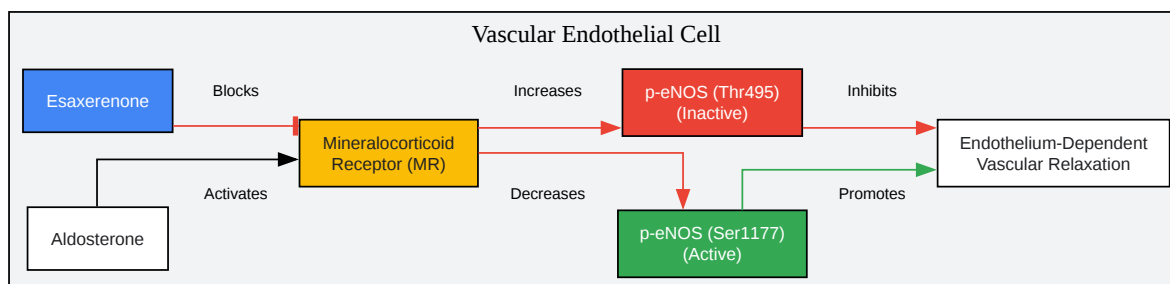 Vascular Endothelial Cell
Esaxerenone
Blocks
Increases
p-eNOS (Thr495)
(Inactive)
Inhibits
Mineralocorticoid
Receptor (MR)
Endothelium-Dependent
Vascular Relaxation
Activates
Decreases
Promotes
Aldosterone
p-eNOS (Ser1177)
(Active)